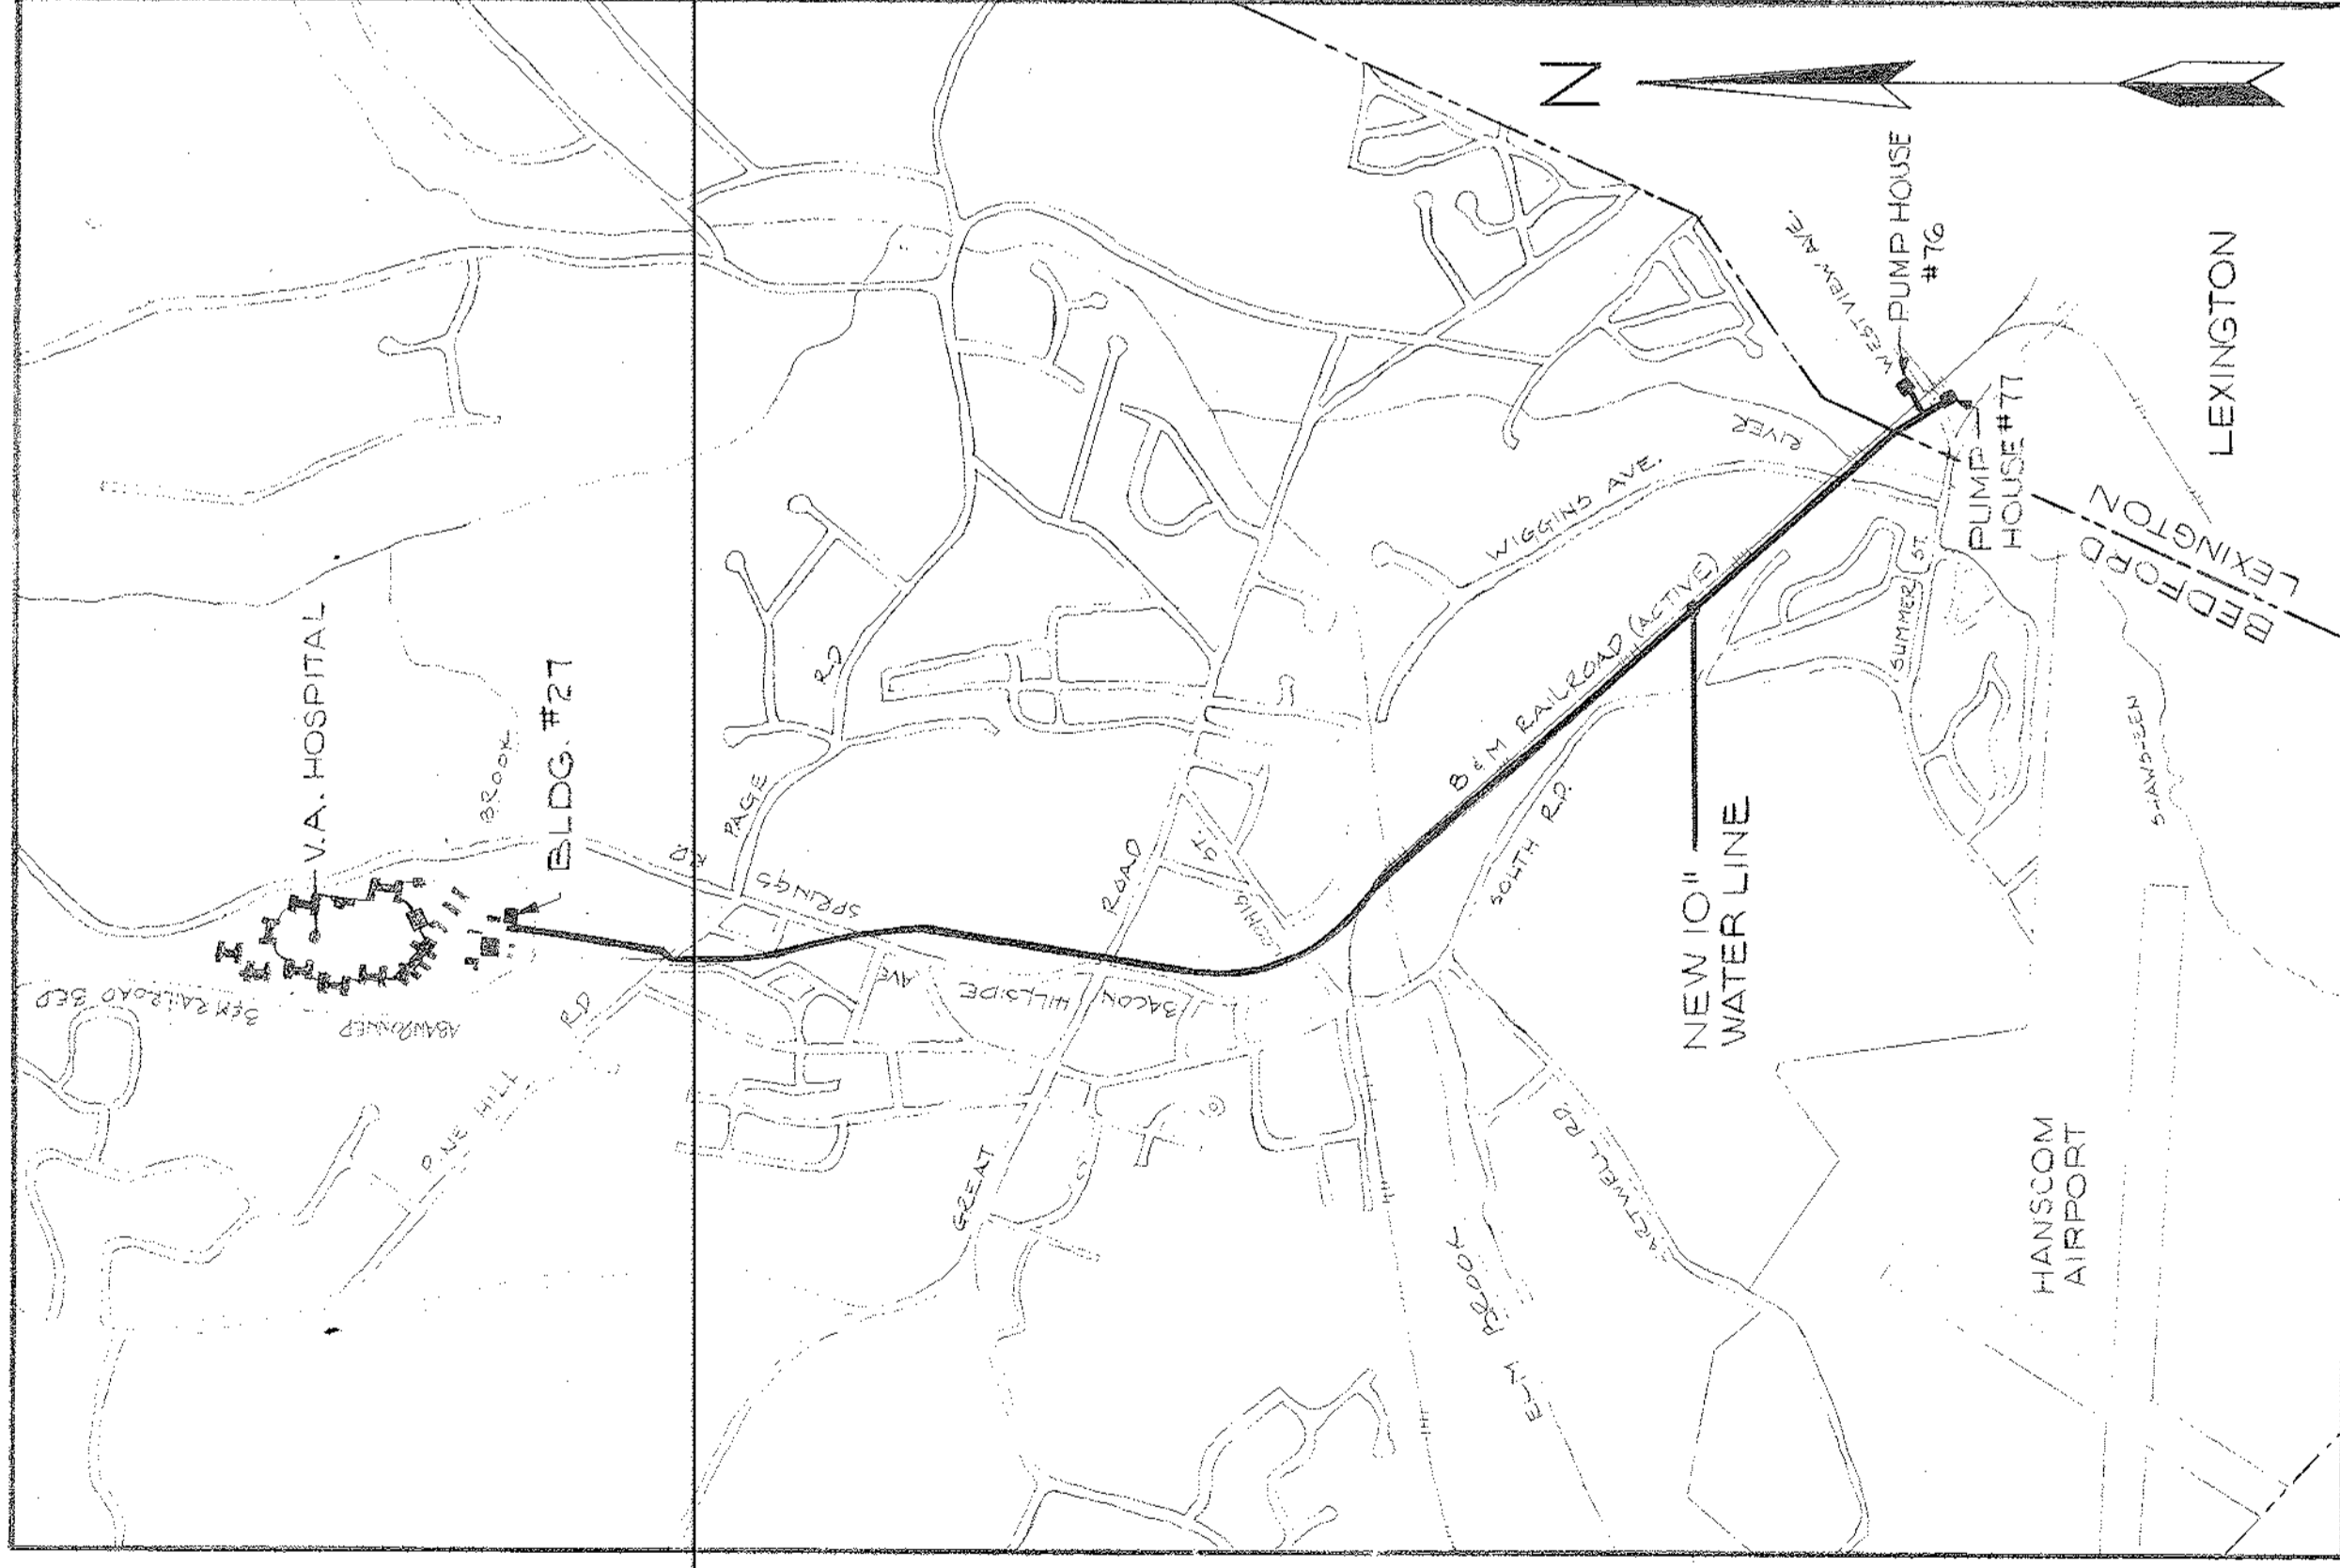 V.A. HOSPITAL
BLDG. #27
BROOK
B&M RAILROAD BED
ABANDONED
RD
PINE HILL
RD
PAGE
RD
SPRINGS
AVE
HILLSIDE
BACON
ROAD
GREAT
ST.
B & M RAILROAD (ACTIVE)
SOUTH RD.
WIGGINS AVE.
RIVER
WEST VIEW AVE.
PUMP HOUSE
#76
PUMP
HOUSE #77
SUMMER ST.
BEDFORD
LEXINGTON
LEXINGTON
NEW 10"
WATER LINE
HARTWELL RD.
ELM
BROOK
HANSCOM
AIRPORT
N